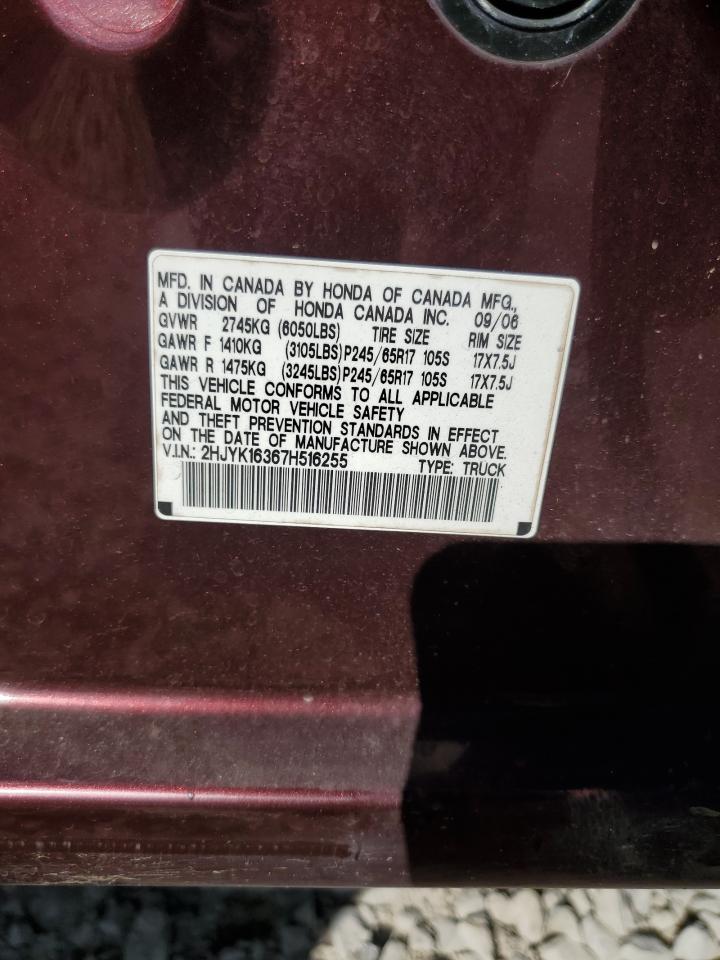 MFD. IN CANADA BY HONDA OF CANADA MFG.,
A DIVISION OF HONDA CANADA INC. 09/06
GVWR 2745KG (6050LBS) TIRE SIZE RIM SIZE
GAWR F 1410KG (3105LBS) P245/65R17 105S 17X7.5J
GAWR R 1475KG (3245LBS) P245/65R17 105S 17X7.5J
THIS VEHICLE CONFORMS TO ALL APPLICABLE
FEDERAL MOTOR VEHICLE SAFETY
AND THEFT PREVENTION STANDARDS IN EFFECT
ON THE DATE OF MANUFACTURE SHOWN ABOVE.
V.I.N.: 2HJYK16367H516255 TYPE: TRUCK